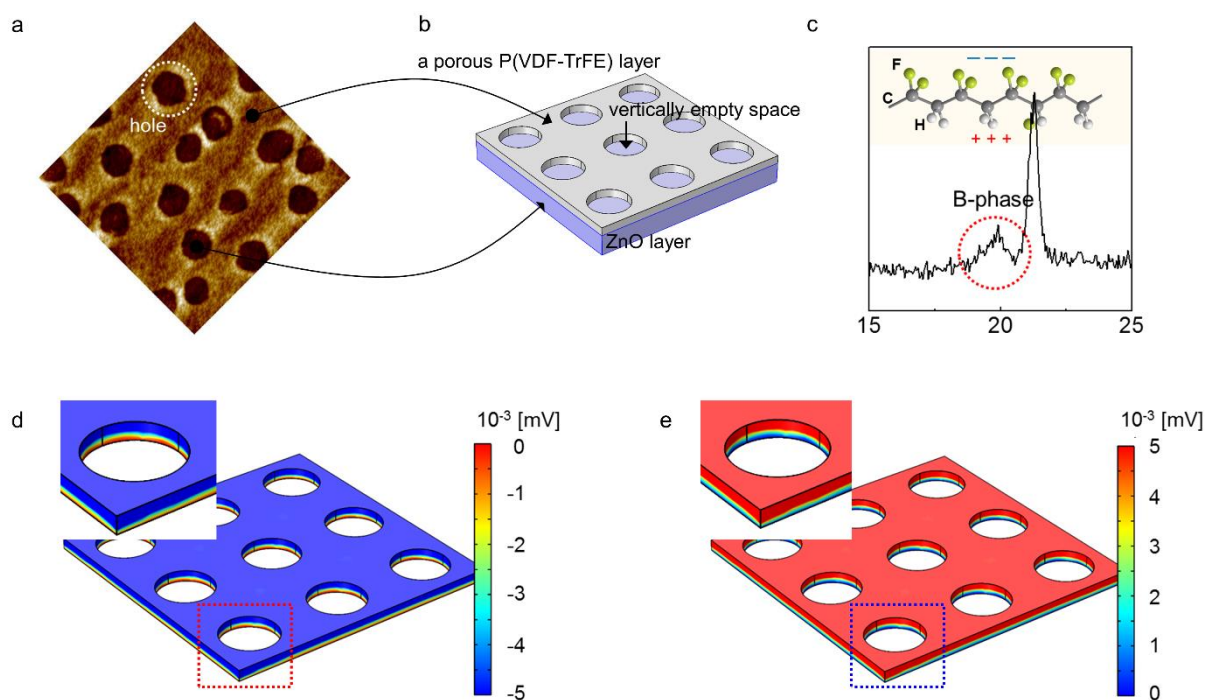 a
hole
b
a porous P(VDF-TrFE) layer
vertically empty space
ZnO layer
c
F
C
H
+ + +
B-phase
15
20
25
d
10-3 [mV]
0
-1
-2
-3
-4
-5
e
10-3 [mV]
5
4
3
2
1
0